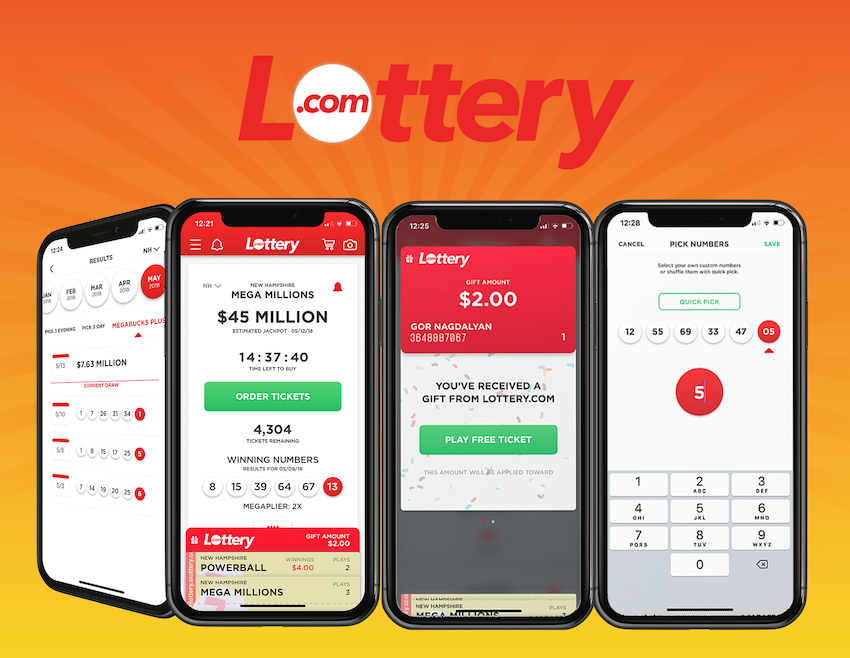 Lottery
.com
12:24
RESULTS
NH
JAN
2018
FEB
2018
MAR
2018
APR
2018
MAY
2018
PICK 3 EVENING PICK 3 DAY MEGABUCKS PLUS
5/13 $7.63 MILLION
CURRENT DRAW
5/10 1 7 26 31 34 1
5/6 1 8 15 17 25 5
5/3 7 14 19 20 25 6
12:21
Lottery
.com
NH
NEW HAMPSHIRE
MEGA MILLIONS
$45 MILLION
ESTIMATED JACKPOT - 05/12/18
14 : 37 : 40
TIME LEFT TO BUY
ORDER TICKETS
4,304
TICKETS REMAINING
WINNING NUMBERS
RESULTS FOR 05/09/18
8 15 39 64 67 13
MEGAPLIER: 2X
Lottery
GIFT AMOUNT
$2.00
NEW HAMPSHIRE WINNINGS PLAYS
POWERBALL $4.00 2
NEW HAMPSHIRE PLAYS
MEGA MILLIONS 3
12:25
Lottery
GIFT AMOUNT
$2.00
GOR NAGDALYAN
3648887067 1
YOU'VE RECEIVED A
GIFT FROM LOTTERY.COM
PLAY FREE TICKET
THIS AMOUNT WILL BE APPLIED TOWARD
NEW HAMPSHIRE PLAYS
MEGA MILLIONS 3
12:28
CANCEL PICK NUMBERS SAVE
Select your own custom numbers
or shuffle them with quick pick.
QUICK PICK
12 55 69 33 47 05
5
1 2 3
ABC DEF
4 5 6
GHI JKL MNO
7 8 9
PQRS TUV WXYZ
0